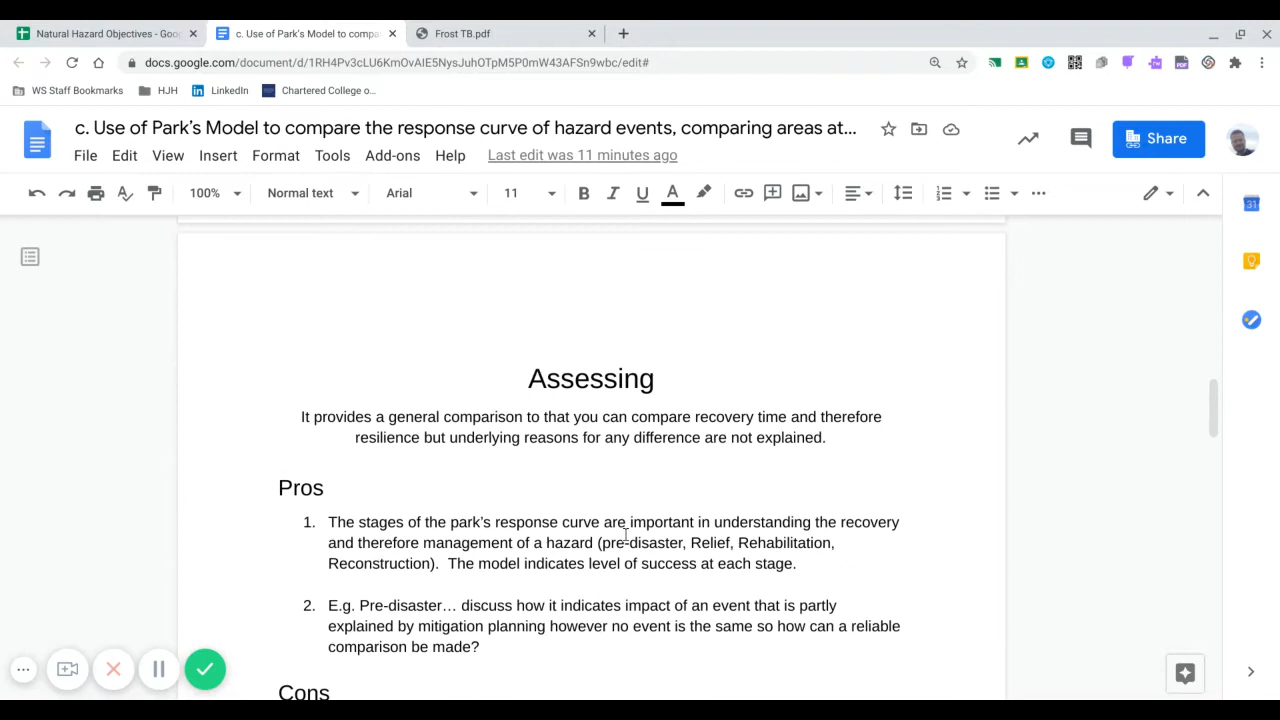 Natural Hazard Objectives - Goo
c. Use of Park's Model to compa
Frost TB.pdf
docs.google.com/document/d/1RH4Pv3cLU6KmOvAIE5NysJuhOTpM5P0mW43AFSn9wbc/edit#
WS Staff Bookmarks
HJH
LinkedIn
Chartered College o...
c. Use of Park's Model to compare the response curve of hazard events, comparing areas at...
File Edit View Insert Format Tools Add-ons Help Last edit was 11 minutes ago
Share
100% Normal text Arial 11 B I U A
31
Assessing
It provides a general comparison to that you can compare recovery time and therefore
resilience but underlying reasons for any difference are not explained.
Pros
1. The stages of the park's response curve are important in understanding the recovery
and therefore management of a hazard (pre-disaster, Relief, Rehabilitation,
Reconstruction). The model indicates level of success at each stage.
2. E.g. Pre-disaster… discuss how it indicates impact of an event that is partly
explained by mitigation planning however no event is the same so how can a reliable
comparison be made?
Cons